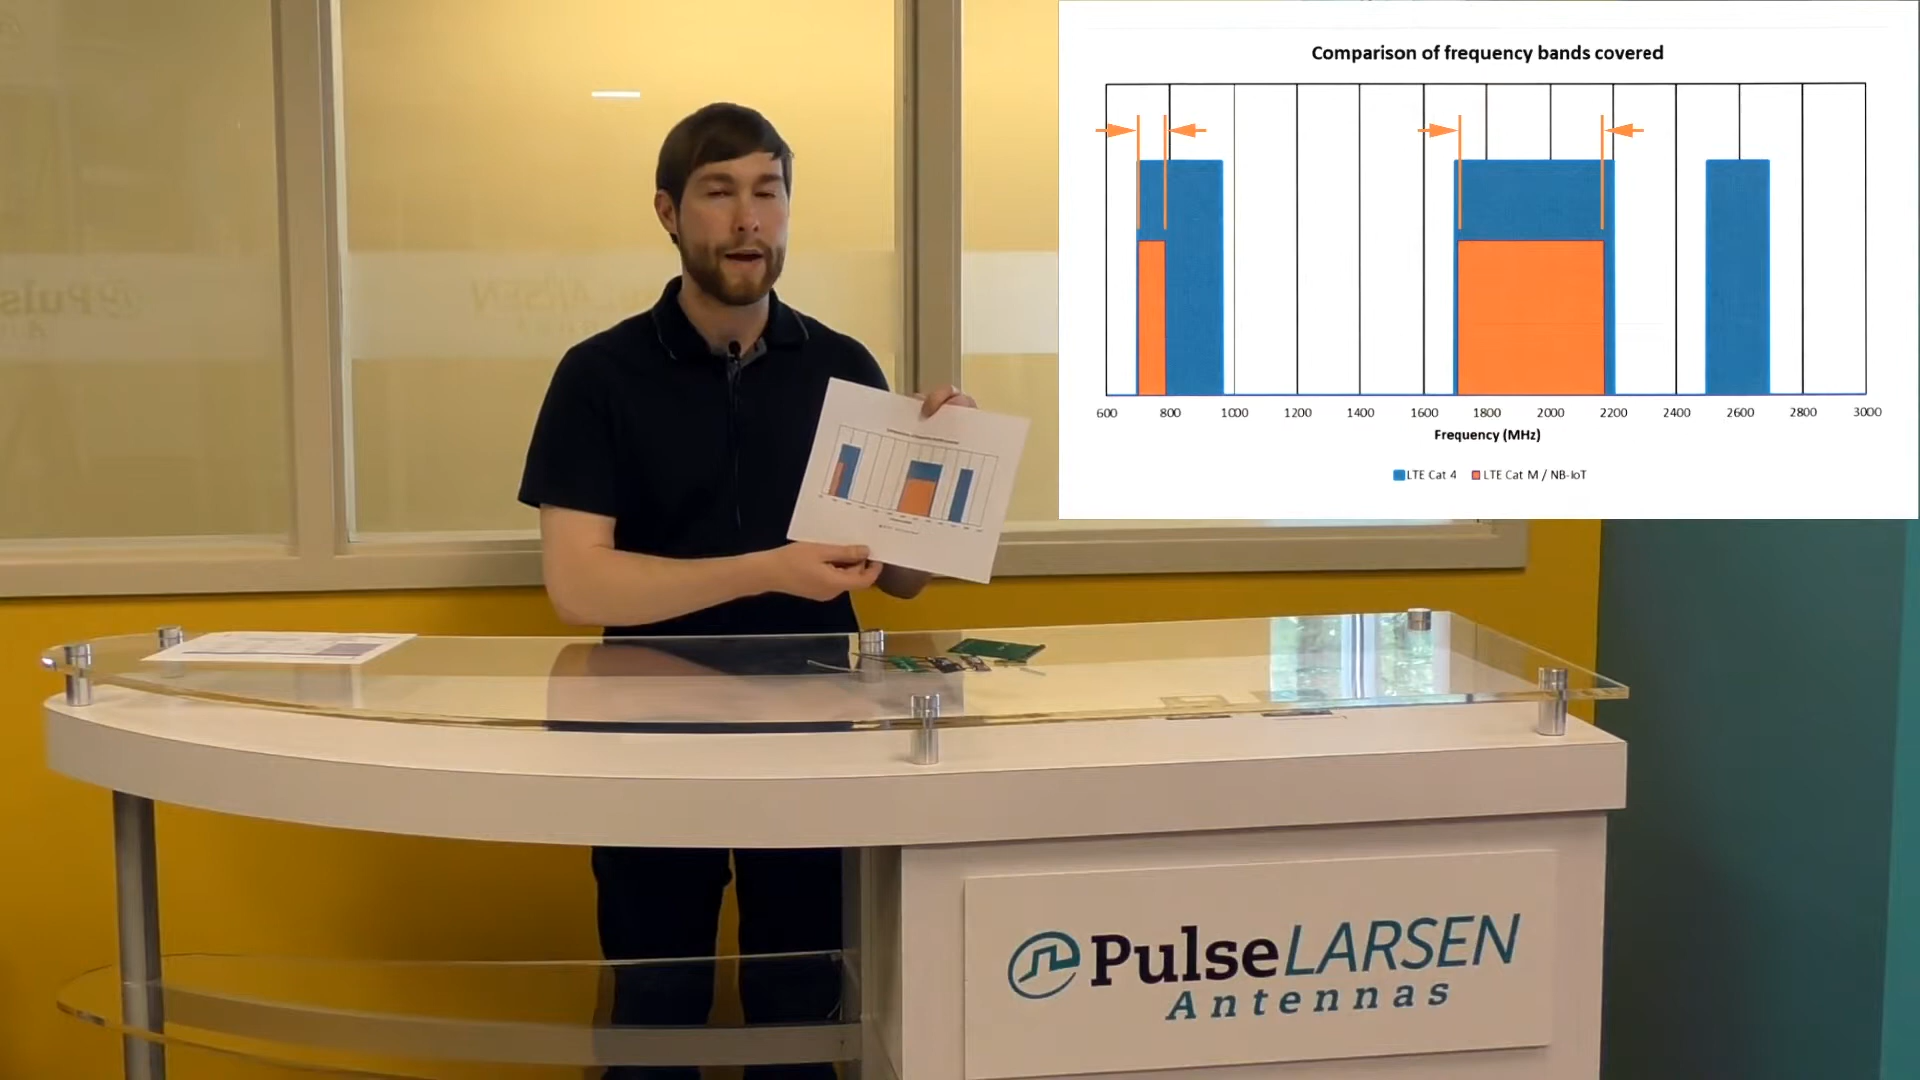 Comparison of frequency bands covered
600 800 1000 1200 1400 1600 1800 2000 2200 2400 2600 2800 3000
Frequency (MHz)
LTE Cat 4 LTE Cat M / NB-IoT
PulseLARSEN
Antennas